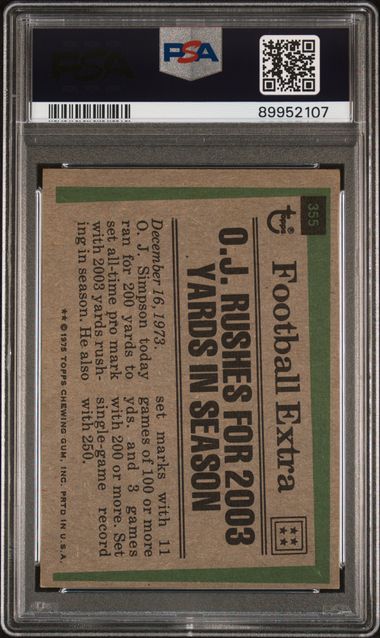 PSA
PSA
89952107
355
Topps
Football Extra
O.J. RUSHES FOR 2003
YARDS IN SEASON
December 16, 1973.
O. J. Simpson today
ran for 200 yards to
set all-time pro mark
with 2003 yards rush-
ing in season. He also
set marks with 11
games of 100 or more
yds. and 3 games
with 200 or more. Set
single-game record
with 250.
** © 1975 TOPPS CHEWING GUM, INC. PRTD IN U.S.A.